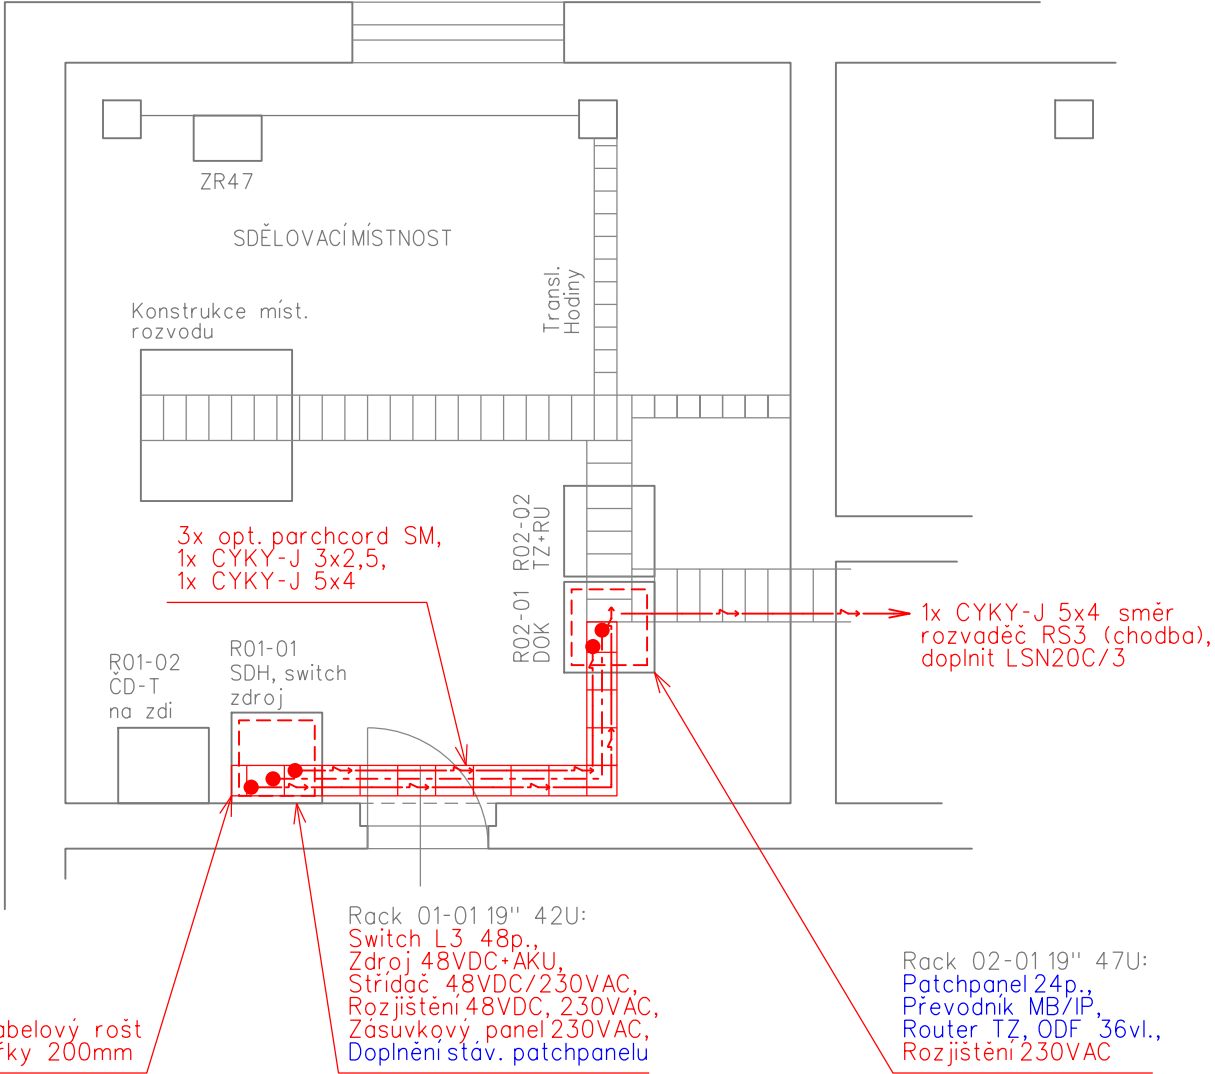 ZR47
SDĚLOVACÍ MÍSTNOST
Transl.
Hodiny
Konstrukce míst.
rozvodu
R02-02
TZ+RU
3x opt. parchcord SM,
1x CYKY-J 3x2,5,
1x CYKY-J 5x4
R02-01
DOK
1x CYKY-J 5x4 směr
rozvaděč RS3 (chodba),
doplnit LSN20C/3
R01-02
ČD-T
na zdi
R01-01
SDH, switch
zdroj
Rack 01-01 19" 42U:
Switch L3 48p.,
Zdroj 48VDC+AKU,
Střídač 48VDC/230VAC,
Rozjištění 48VDC, 230VAC,
Zásuvkový panel 230VAC,
Doplnění stáv. patchpanelu
Rack 02-01 19" 47U:
Patchpanel 24p.,
Převodník MB/IP,
Router TZ, ODF 36vl.,
Rozjištění 230VAC
abelový rošt
řky 200mm